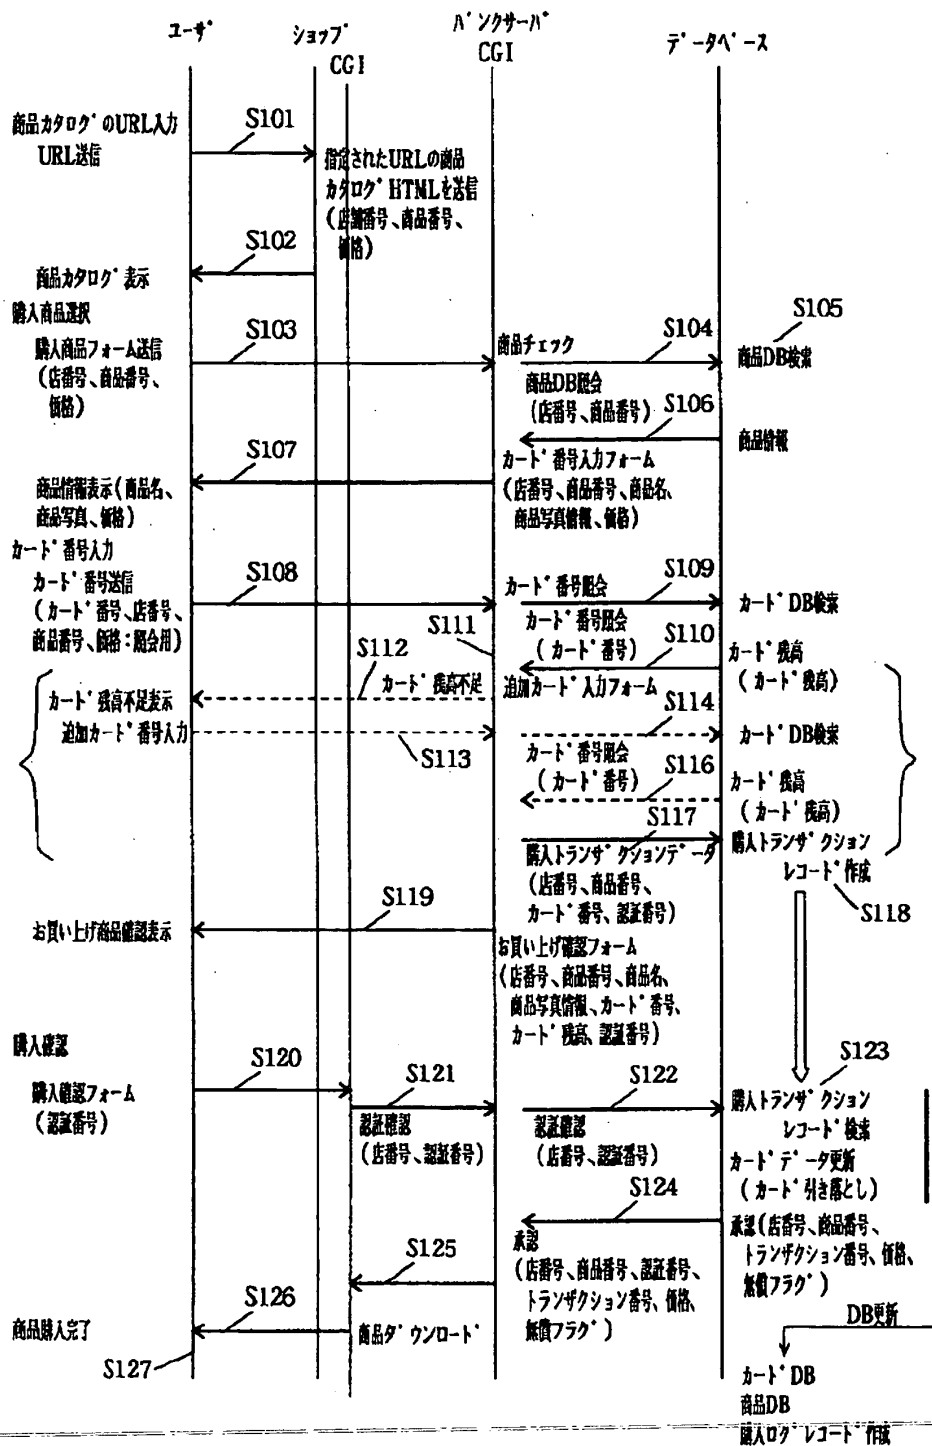 ユーザ
ショップ
CGI
バンクサーバ
CGI
データベース
商品カタログのURL入力
URL送信
S101
指定されたURLの商品
カタログHTMLを送信
(店舗番号、商品番号、
価格)
S102
商品カタログ表示
購入商品選択
購入商品フォーム送信
(店番号、商品番号、
価格)
S103
商品チェック
S104
S105
商品DB検索
商品DB照会
(店番号、商品番号)
S106
商品情報
S107
カード番号入力フォーム
(店番号、商品番号、商品名、
商品写真情報、価格)
商品情報表示(商品名、
商品写真、価格)
カード番号入力
カード番号送信
(カード番号、店番号、
商品番号、価格:照会用)
S108
カード番号照会
S109
カードDB検索
カード番号照会
(カード番号)
S110
S111
カード残高
(カード残高)
S112
カード残高不足
追加カード入力フォーム
カード残高不足表示
追加カード番号入力
S113
S114
カードDB検索
カード番号照会
(カード番号)
S116
カード残高
(カード残高)
S117
購入トランザクションデータ
(店番号、商品番号、
カード番号、認証番号)
購入トランザクション
レコード作成
S118
S119
お買い上げ商品確認表示
お買い上げ確認フォーム
(店番号、商品番号、商品名、
商品写真情報、カード番号、
カード残高、認証番号)
購入確認
購入確認フォーム
(認証番号)
S120
S121
認証確認
(店番号、認証番号)
S122
認証確認
(店番号、認証番号)
S123
購入トランザクション
レコード検索
カードデータ更新
(カード引き落とし)
S124
承認(店番号、商品番号、
トランザクション番号、価格、
無償フラグ)
承認
(店番号、商品番号、認証番号、
トランザクション番号、価格、
無償フラグ)
S125
S126
商品購入完了
商品ダウンロード
S127
DB更新
カードDB
商品DB
購入ログレコード作成